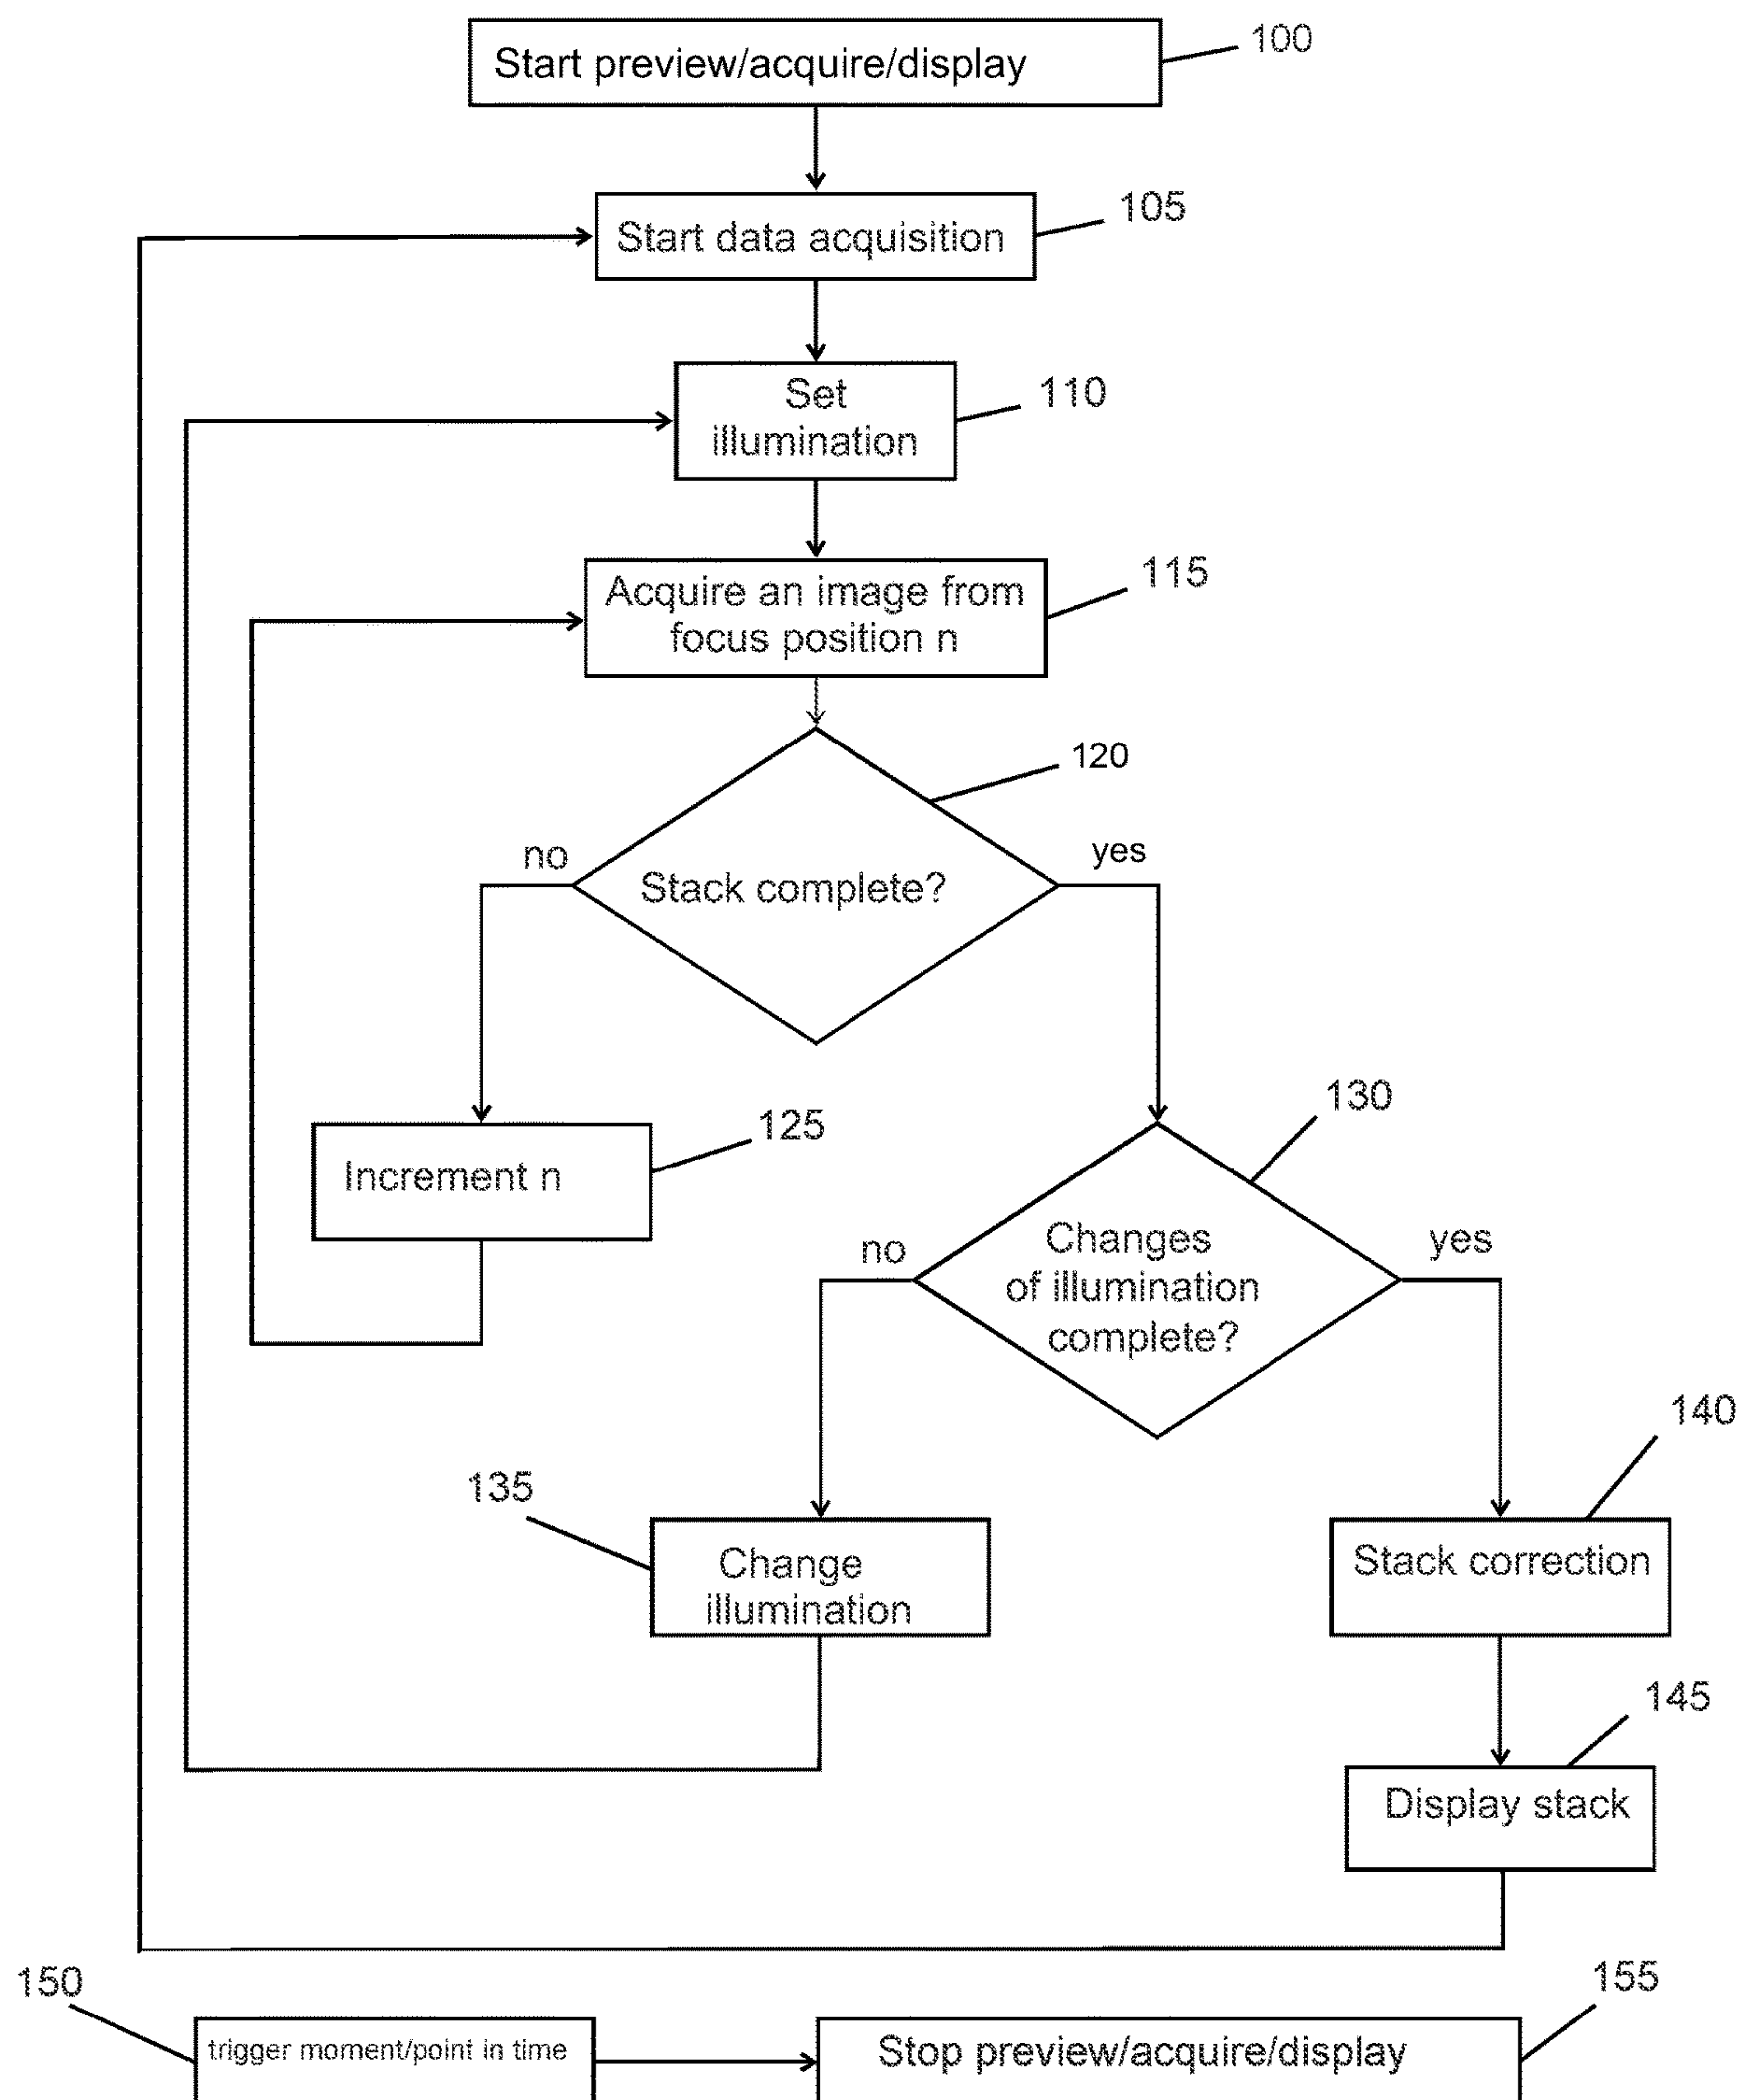 Start preview/acquire/display
100
Start data acquisition
105
Set
illumination
110
Acquire an image from
focus position n
115
120
no
Stack complete?
yes
Increment n
125
130
no
Changes
of illumination
complete?
yes
135
Change
illumination
140
Stack correction
145
Display stack
150
trigger moment/point in time
155
Stop preview/acquire/display